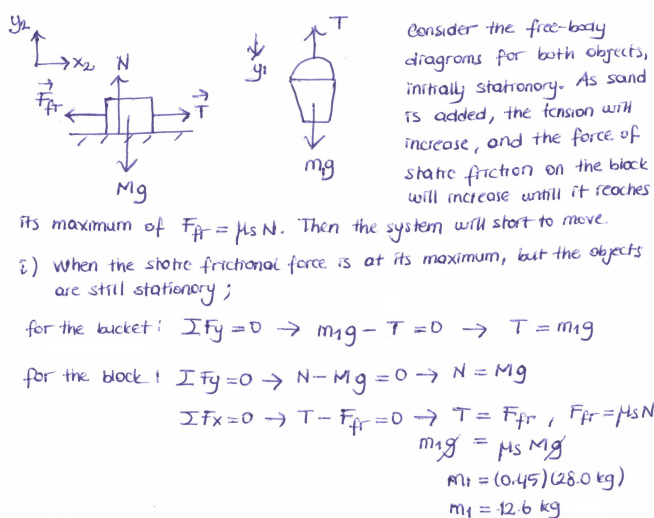 y₂
x₂
N
F⃗fr
T⃗
Mg
y₁
T
m₁g
Consider the free-body
diagrams for both objects,
initially stationary. As sand
is added, the tension will
increase, and the force of
static friction on the block
will increase untill it reaches
its maximum of Ffr = μsN. Then the system will start to move.
i) When the static frictional force is at its maximum, but the objects
are still stationary ;
for the bucket : ΣFy = 0 → m₁g - T = 0 → T = m₁g
for the block : ΣFy = 0 → N - Mg = 0 → N = Mg
ΣFx = 0 → T - Ffr = 0 → T = Ffr , Ffr = μsN
m₁g = μs Mg
m₁ = (0.45)(28.0 kg)
m₁ = 12.6 kg